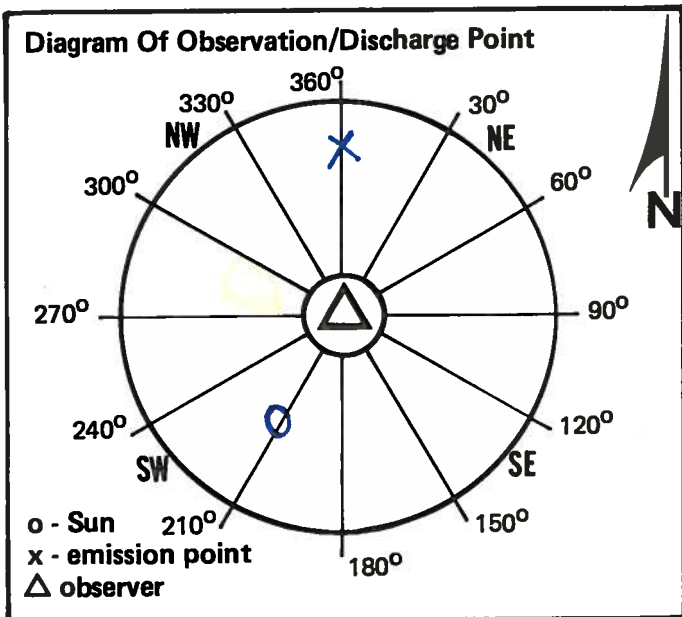 Diagram Of Observation/Discharge Point
360°
330°
30°
NW
NE
300°
60°
N
270°
90°
240°
120°
SW
SE
o - Sun
210°
150°
x - emission point
180°
△ observer